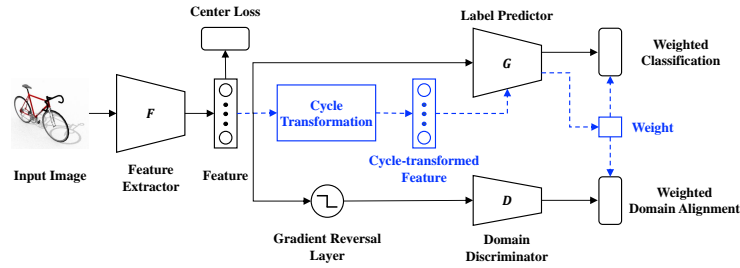 Center Loss
Label Predictor
G
Weighted
Classification
F
Cycle
Transformation
Weight
Input Image
Feature
Extractor
Feature
Cycle-transformed
Feature
D
Weighted
Domain Alignment
Gradient Reversal
Layer
Domain
Discriminator